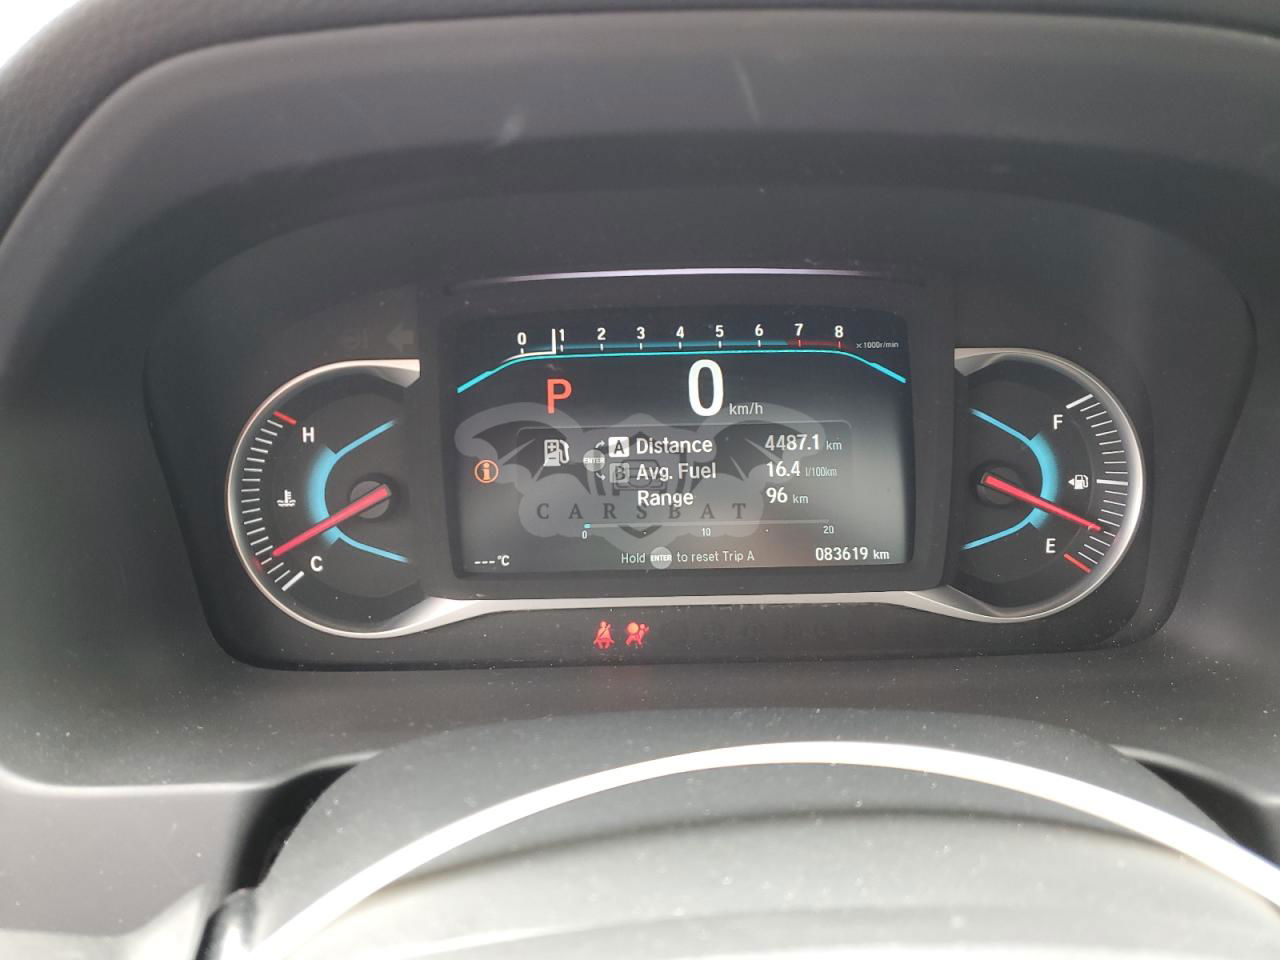 0 1 2 3 4 5 6 7 8 ×1000r/min
P 0 km/h
H
F
A Distance 4487.1 km
ENTER
B Avg. Fuel 16.4 l/100km
Range 96 km
CARSBAT
0 10 20
C
E
Hold ENTER to reset Trip A
---°C
083619 km